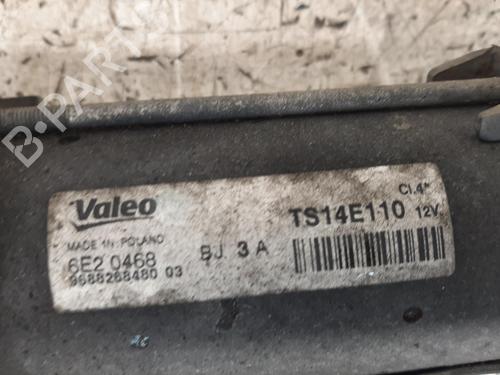 B-PARTS
Valeo
MADE IN POLAND
6E2 0468
9688268480 03
BJ 3 A
Cl.4"
TS14E110 12V